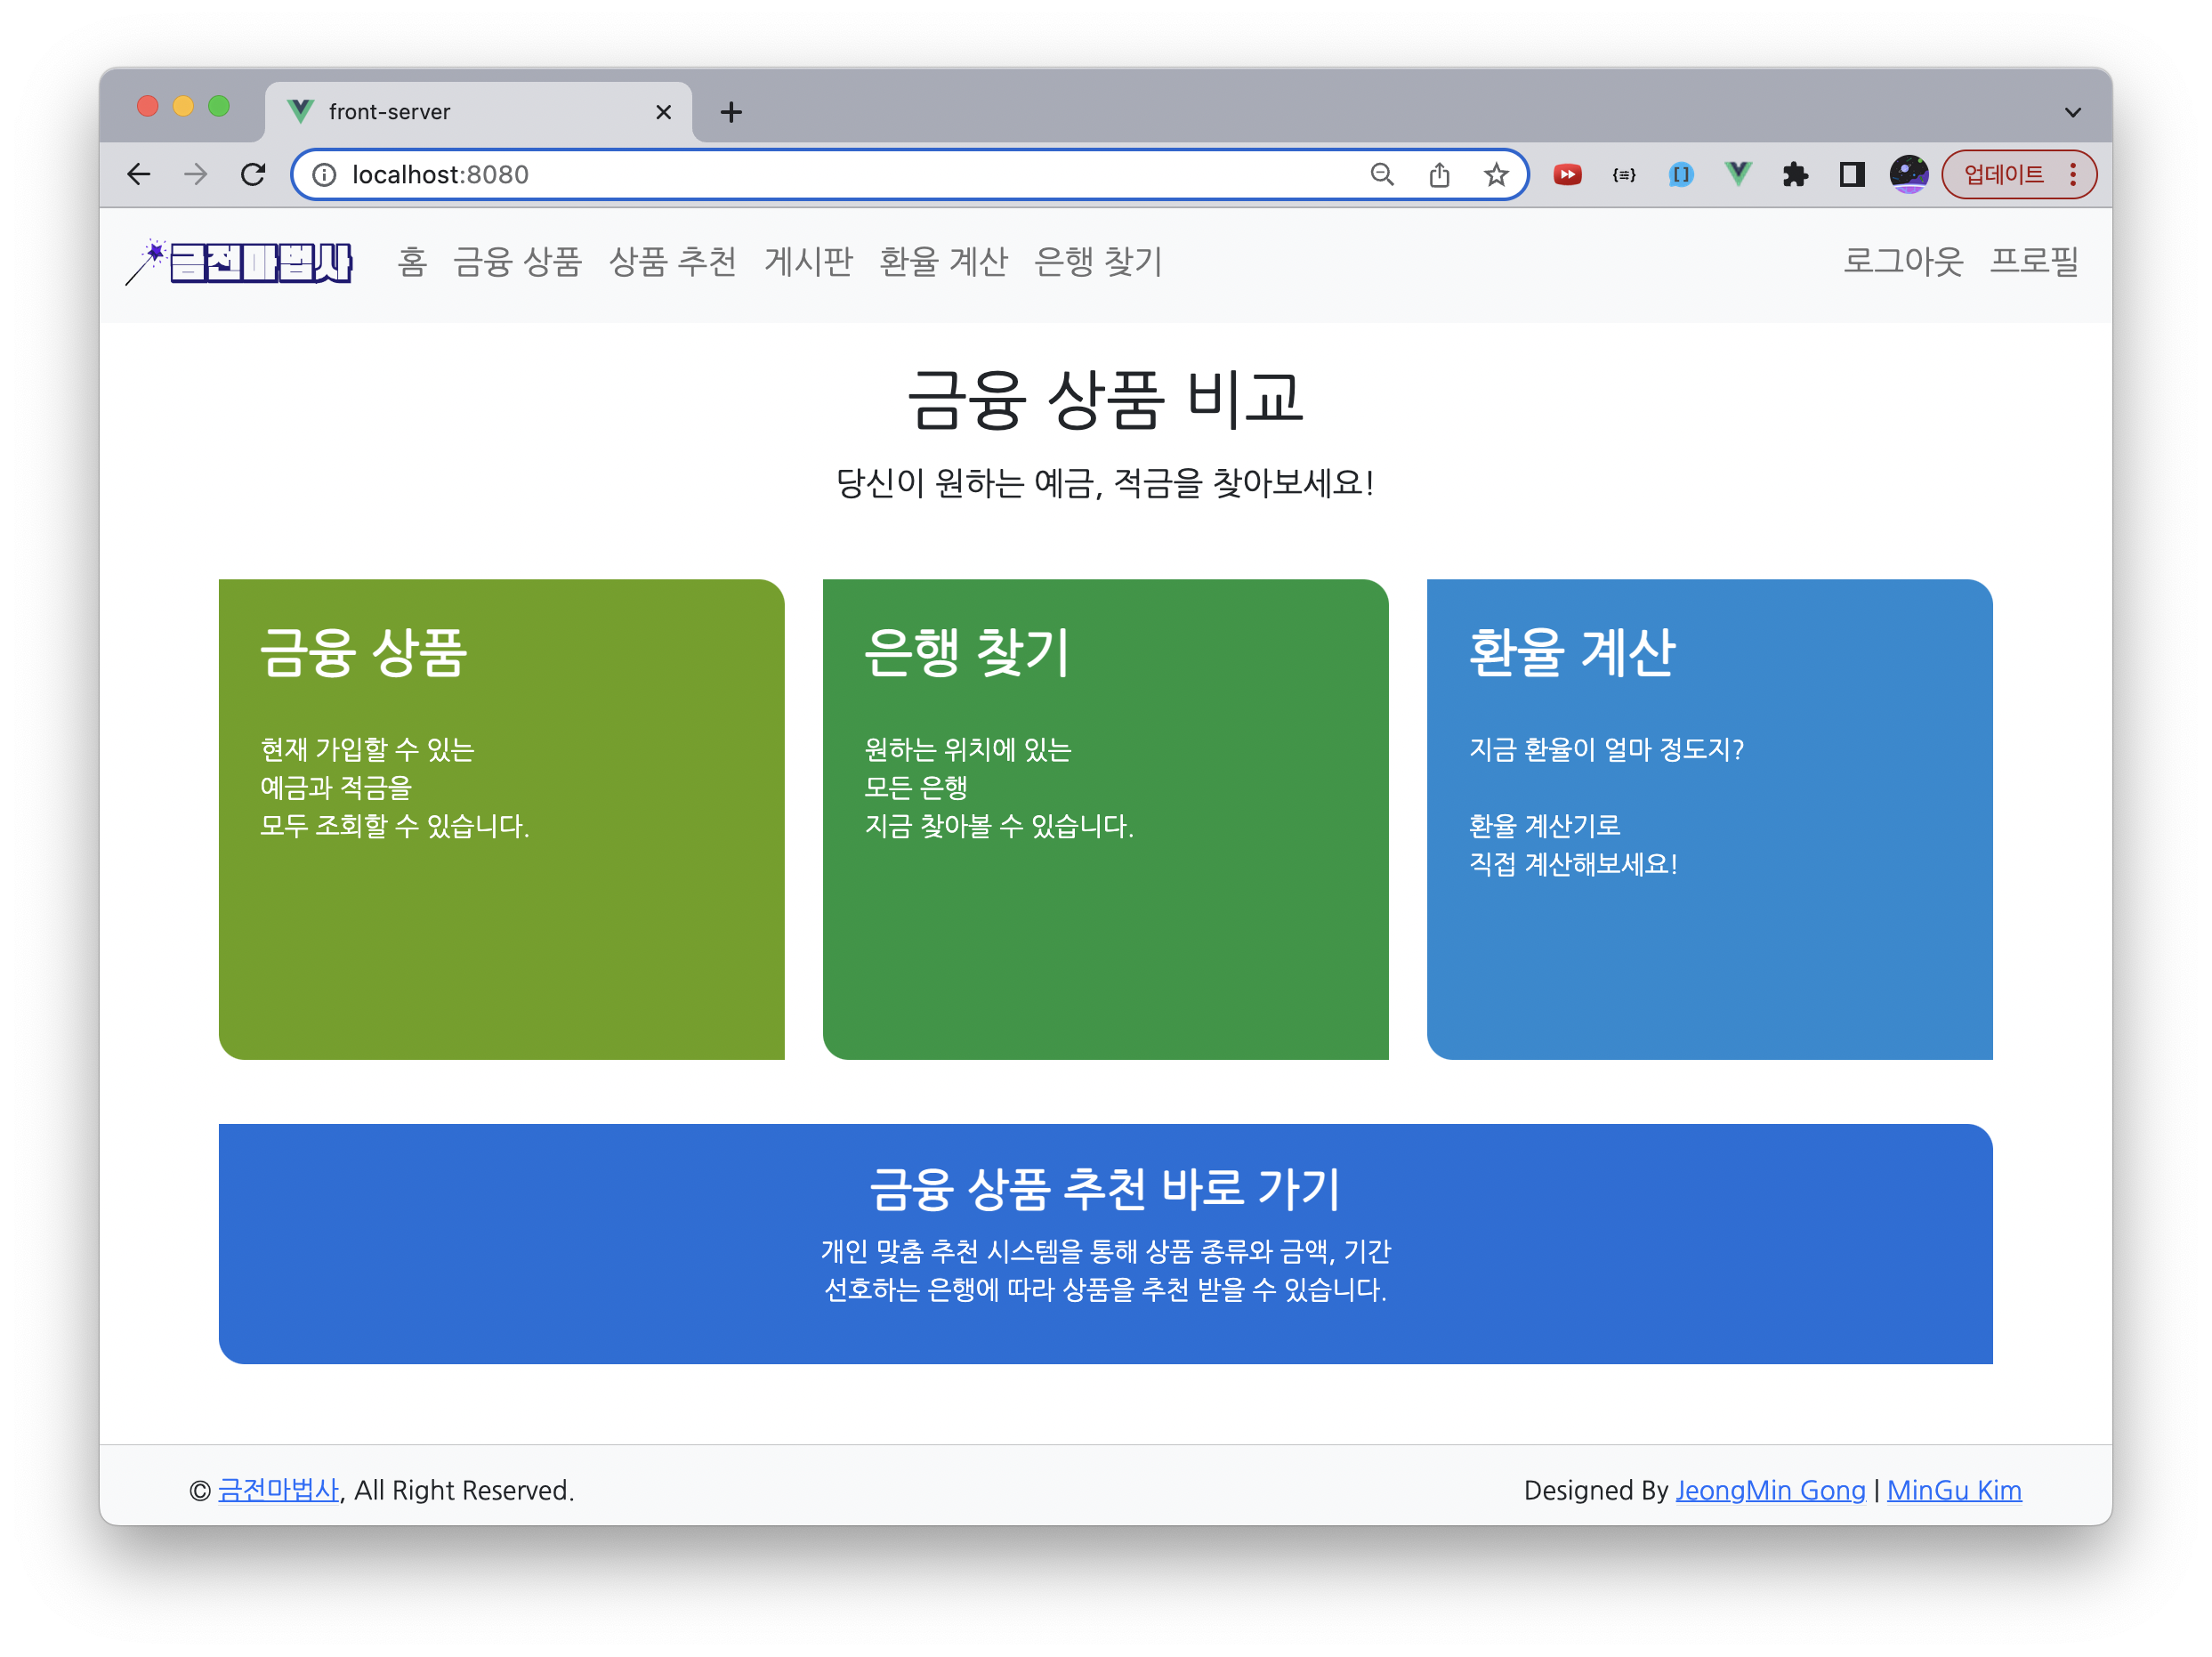 front-server
localhost:8080
업데이트
금전마법사
홈 금융 상품 상품 추천 게시판 환율 계산 은행 찾기
로그아웃 프로필
금융 상품 비교
당신이 원하는 예금, 적금을 찾아보세요!
금융 상품
현재 가입할 수 있는
예금과 적금을
모두 조회할 수 있습니다.
은행 찾기
원하는 위치에 있는
모든 은행
지금 찾아볼 수 있습니다.
환율 계산
지금 환율이 얼마 정도지?
환율 계산기로
직접 계산해보세요!
금융 상품 추천 바로 가기
개인 맞춤 추천 시스템을 통해 상품 종류와 금액, 기간
선호하는 은행에 따라 상품을 추천 받을 수 있습니다.
© 금전마법사, All Right Reserved.
Designed By JeongMin Gong | MinGu Kim